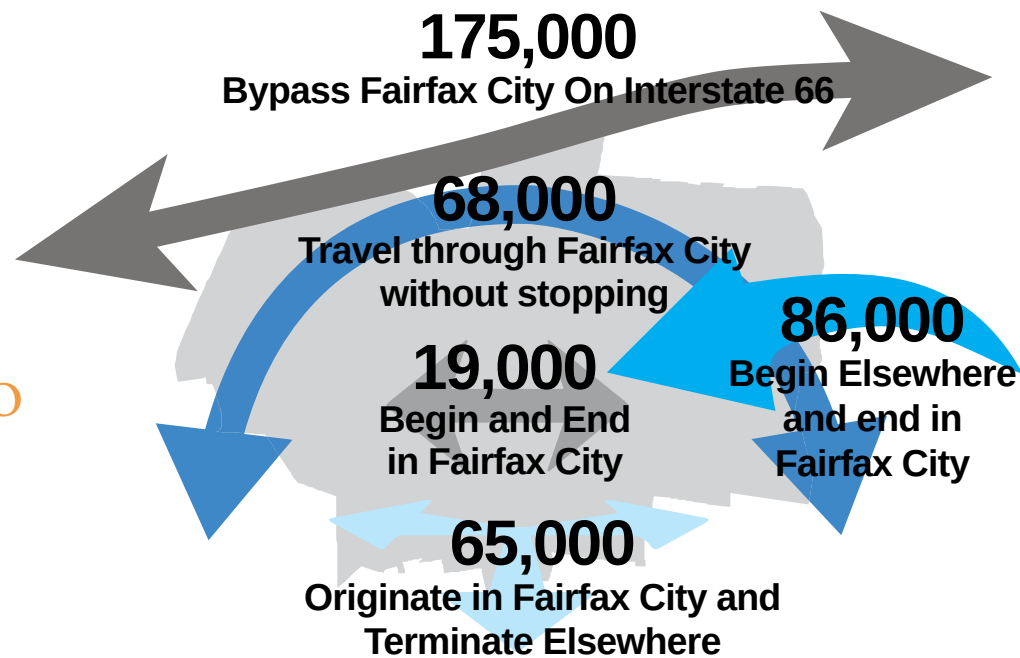 175,000
Bypass Fairfax City On Interstate 66
68,000
Travel through Fairfax City
without stopping
86,000
Begin Elsewhere
and end in
Fairfax City
19,000
Begin and End
in Fairfax City
65,000
Originate in Fairfax City and
Terminate Elsewhere